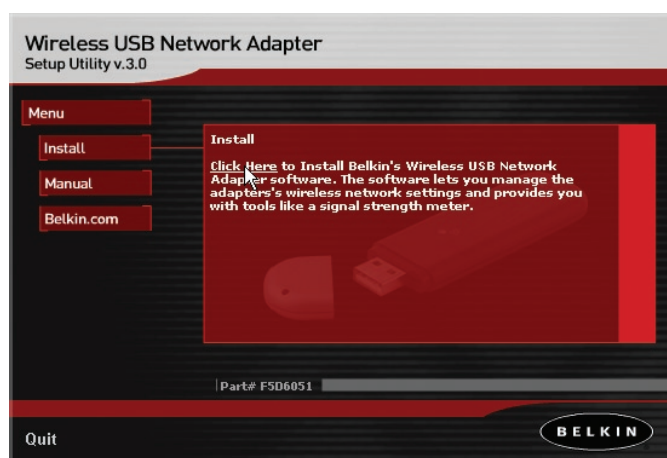 Wireless USB Network Adapter
Setup Utility v.3.0
Menu
Install
Manual
Belkin.com
Install
Click Here to Install Belkin's Wireless USB Network
Adapter software. The software lets you manage the
adapters's wireless network settings and provides you
with tools like a signal strength meter.
Part# F5D6051
Quit
BELKIN